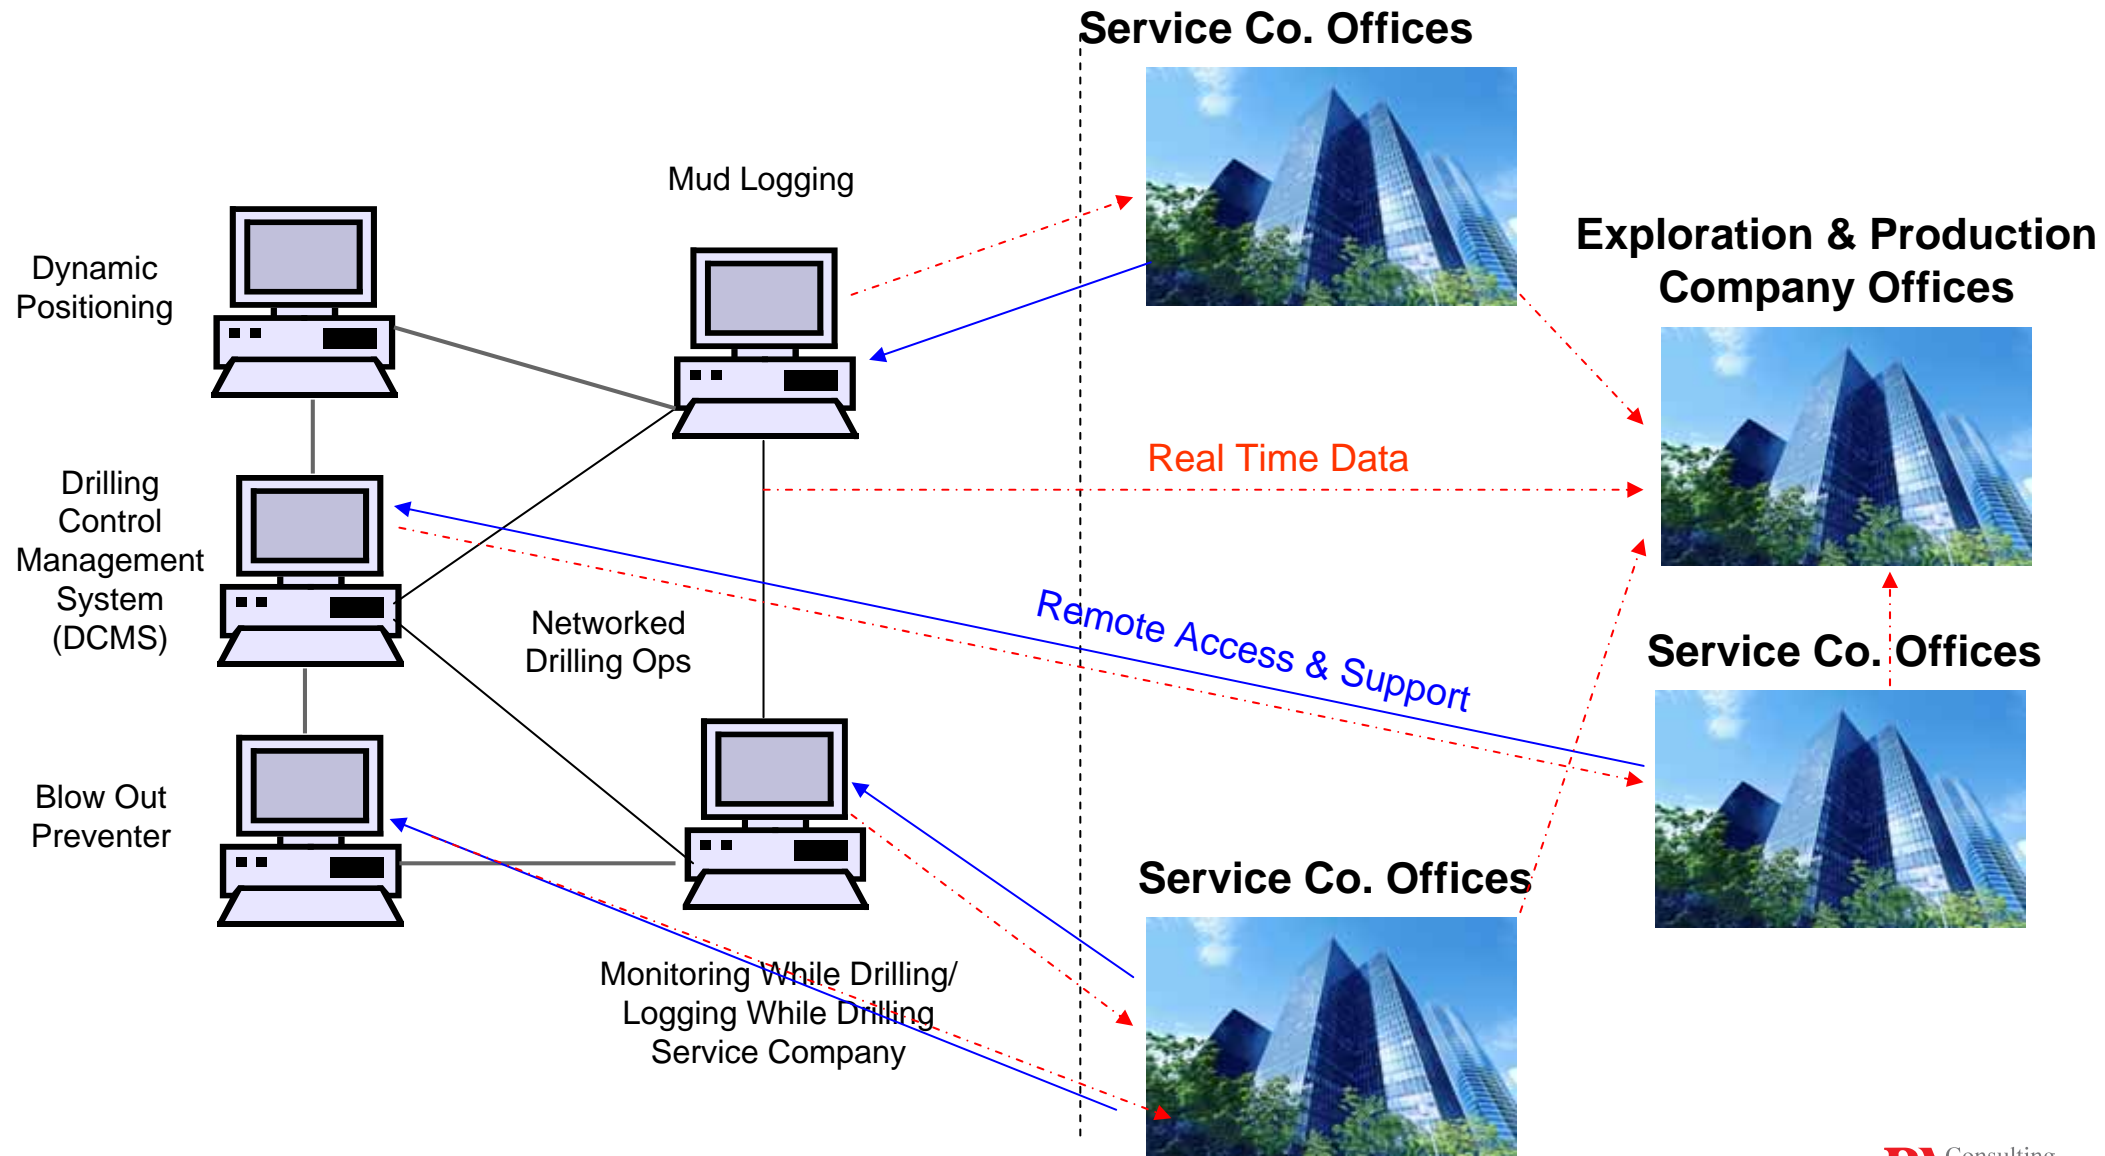 Service Co. Offices
Mud Logging
Exploration & Production
Company Offices
Dynamic
Positioning
Real Time Data
Drilling
Control
Management
System
(DCMS)
Remote Access & Support
Networked
Drilling Ops
Service Co. Offices
Blow Out
Preventer
Service Co. Offices
Monitoring While Drilling/
Logging While Drilling
Service Company
Consulting